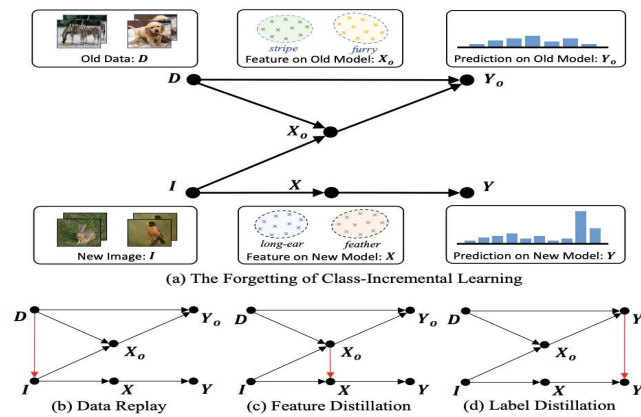 stripe furry
Old Data: D
Feature on Old Model: Xₒ
Prediction on Old Model: Yₒ
D
Yₒ
Xₒ
I
X
Y
long-ear feather
New Image: I
Feature on New Model: X
Prediction on New Model: Y
(a) The Forgetting of Class-Incremental Learning
D
Yₒ
Xₒ
I
X
Y
(b) Data Replay
D
Yₒ
Xₒ
I
X
Y
(c) Feature Distillation
D
Y
Xₒ
I
X
Y
(d) Label Distillation